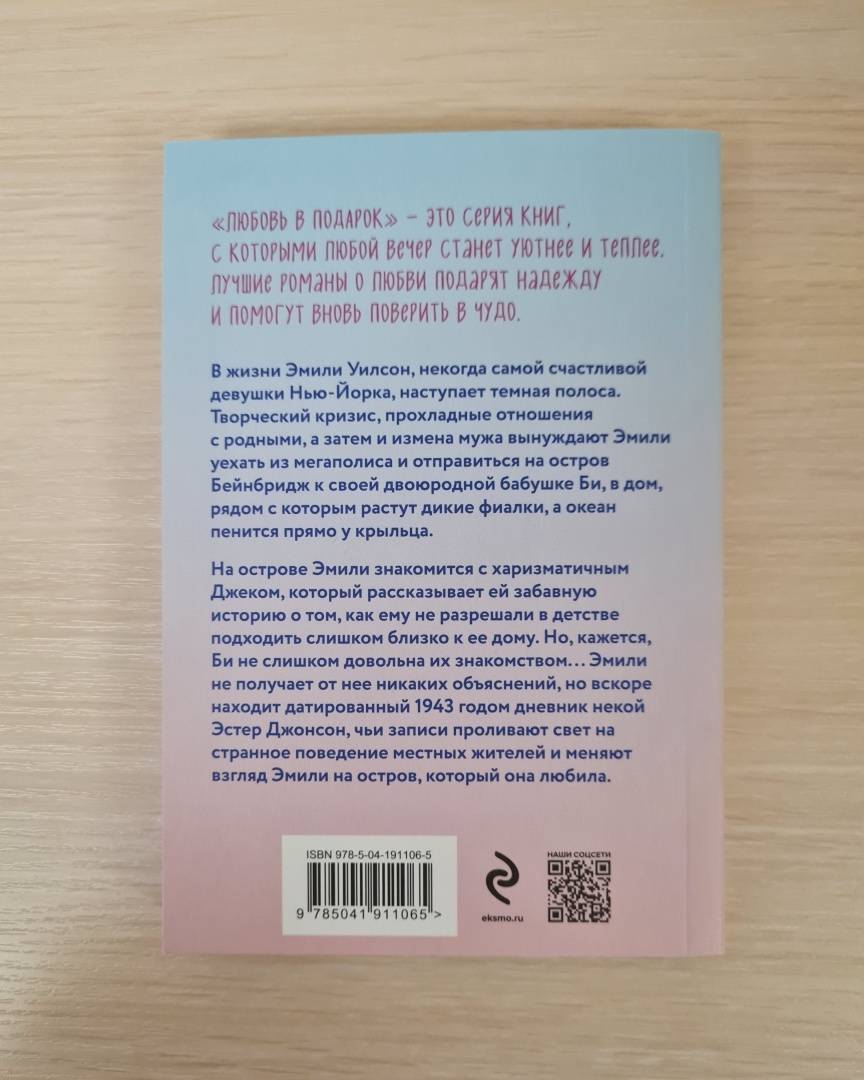 «ЛЮБОВЬ В ПОДАРОК» – ЭТО СЕРИЯ КНИГ,
С КОТОРЫМИ ЛЮБОЙ ВЕЧЕР СТАНЕТ УЮТНЕЕ И ТЕПЛЕЕ.
ЛУЧШИЕ РОМАНЫ О ЛЮБВИ ПОДАРЯТ НАДЕЖДУ
И ПОМОГУТ ВНОВЬ ПОВЕРИТЬ В ЧУДО.
В жизни Эмили Уилсон, некогда самой счастливой
девушки Нью-Йорка, наступает темная полоса.
Творческий кризис, прохладные отношения
с родными, а затем и измена мужа вынуждают Эмили
уехать из мегаполиса и отправиться на остров
Бейнбридж к своей двоюродной бабушке Би, в дом,
рядом с которым растут дикие фиалки, а океан
пенится прямо у крыльца.
На острове Эмили знакомится с харизматичным
Джеком, который рассказывает ей забавную
историю о том, как ему не разрешали в детстве
подходить слишком близко к ее дому. Но, кажется,
Би не слишком довольна их знакомством... Эмили
не получает от нее никаких объяснений, но вскоре
находит датированный 1943 годом дневник некой
Эстер Джонсон, чьи записи проливают свет на
странное поведение местных жителей и меняют
взгляд Эмили на остров, который она любила.
ISBN 978-5-04-191106-5
9 785041 911065 >
eksmo.ru
НАШИ СОЦСЕТИ